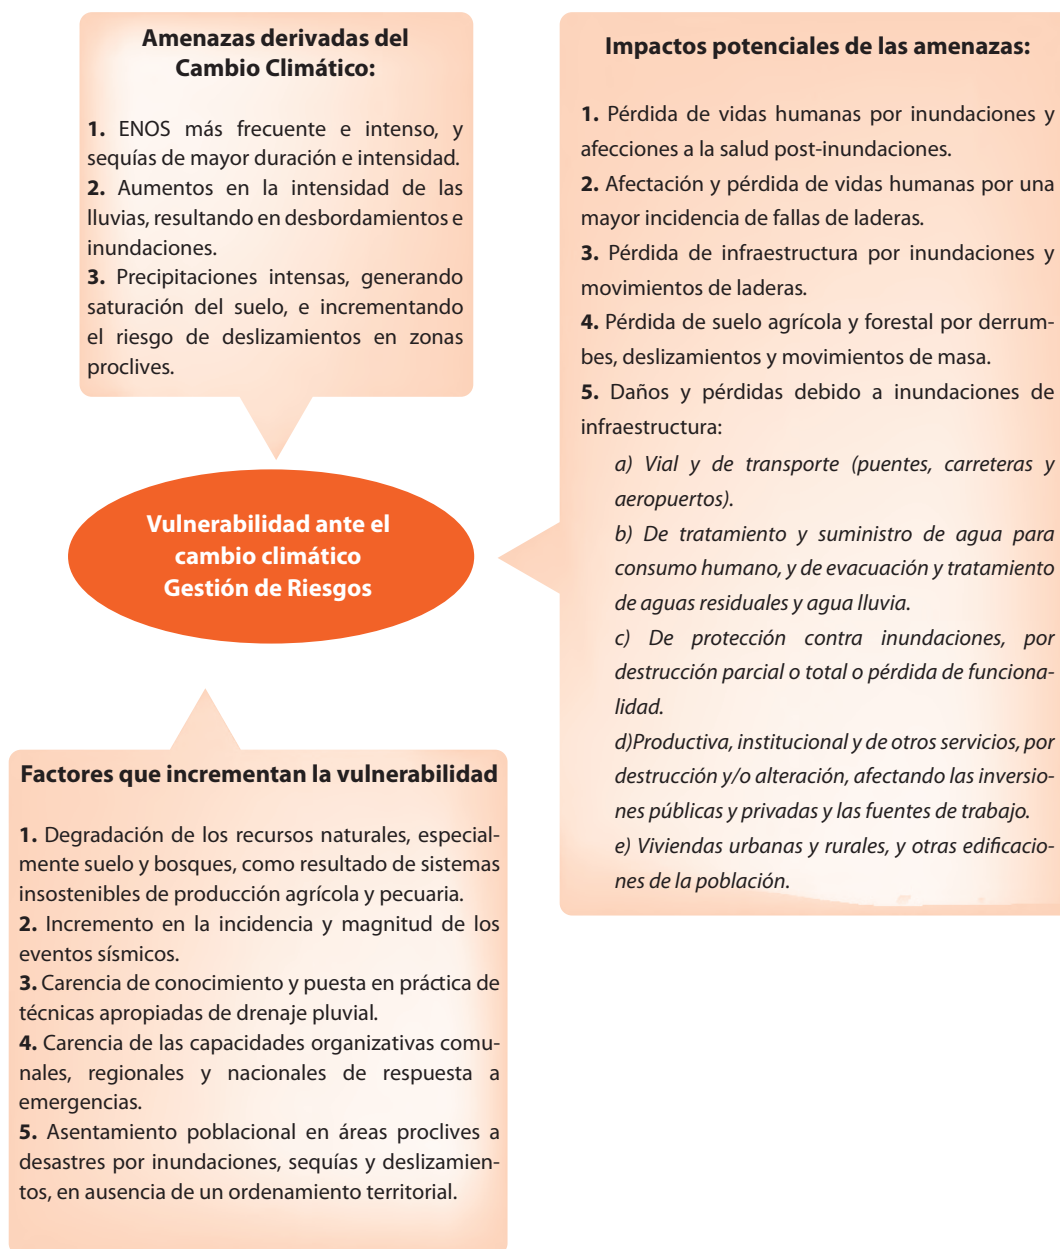 Amenazas derivadas del
Cambio Climático:
1. ENOS más frecuente e intenso, y
sequías de mayor duración e intensidad.
2. Aumentos en la intensidad de las
lluvias, resultando en desbordamientos e
inundaciones.
3. Precipitaciones intensas, generando
saturación del suelo, e incrementando
el riesgo de deslizamientos en zonas
proclives.
Vulnerabilidad ante el
cambio climático
Gestión de Riesgos
Factores que incrementan la vulnerabilidad
1. Degradación de los recursos naturales, especial-
mente suelo y bosques, como resultado de sistemas
insostenibles de producción agrícola y pecuaria.
2. Incremento en la incidencia y magnitud de los
eventos sísmicos.
3. Carencia de conocimiento y puesta en práctica de
técnicas apropiadas de drenaje pluvial.
4. Carencia de las capacidades organizativas comu-
nales, regionales y nacionales de respuesta a
emergencias.
5. Asentamiento poblacional en áreas proclives a
desastres por inundaciones, sequías y deslizamien-
tos, en ausencia de un ordenamiento territorial.
Impactos potenciales de las amenazas:
1. Pérdida de vidas humanas por inundaciones y
afecciones a la salud post-inundaciones.
2. Afectación y pérdida de vidas humanas por una
mayor incidencia de fallas de laderas.
3. Pérdida de infraestructura por inundaciones y
movimientos de laderas.
4. Pérdida de suelo agrícola y forestal por derrum-
bes, deslizamientos y movimientos de masa.
5. Daños y pérdidas debido a inundaciones de
infraestructura:
a) Vial y de transporte (puentes, carreteras y
aeropuertos).
b) De tratamiento y suministro de agua para
consumo humano, y de evacuación y tratamiento
de aguas residuales y agua lluvia.
c) De protección contra inundaciones, por
destrucción parcial o total o pérdida de funciona-
lidad.
d)Productiva, institucional y de otros servicios, por
destrucción y/o alteración, afectando las inversio-
nes públicas y privadas y las fuentes de trabajo.
e) Viviendas urbanas y rurales, y otras edificacio-
nes de la población.